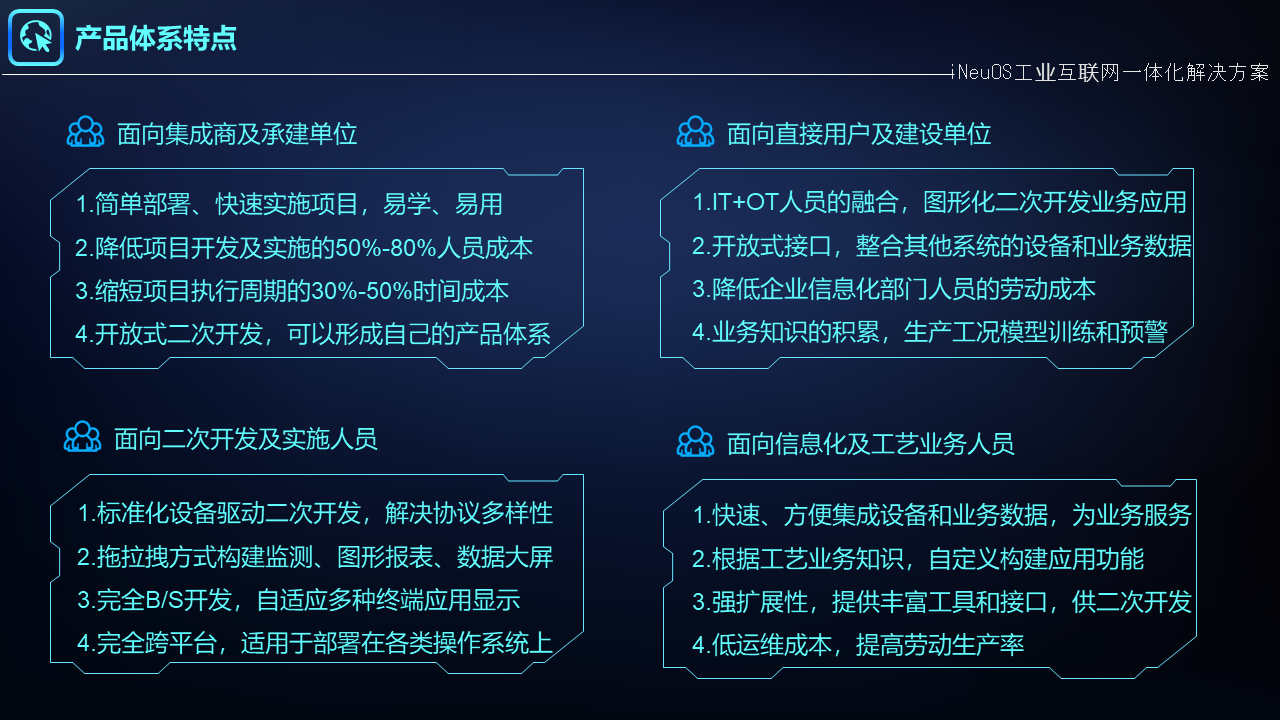 产品体系特点
iNeuOS工业互联网一体化解决方案
面向集成商及承建单位
1.简单部署、快速实施项目，易学、易用
2.降低项目开发及实施的50%-80%人员成本
3.缩短项目执行周期的30%-50%时间成本
4.开放式二次开发，可以形成自己的产品体系
面向直接用户及建设单位
1.IT+OT人员的融合，图形化二次开发业务应用
2.开放式接口，整合其他系统的设备和业务数据
3.降低企业信息化部门人员的劳动成本
4.业务知识的积累，生产工况模型训练和预警
面向二次开发及实施人员
1.标准化设备驱动二次开发，解决协议多样性
2.拖拉拽方式构建监测、图形报表、数据大屏
3.完全B/S开发，自适应多种终端应用显示
4.完全跨平台，适用于部署在各类操作系统上
面向信息化及工艺业务人员
1.快速、方便集成设备和业务数据，为业务服务
2.根据工艺业务知识，自定义构建应用功能
3.强扩展性，提供丰富工具和接口，供二次开发
4.低运维成本，提高劳动生产率